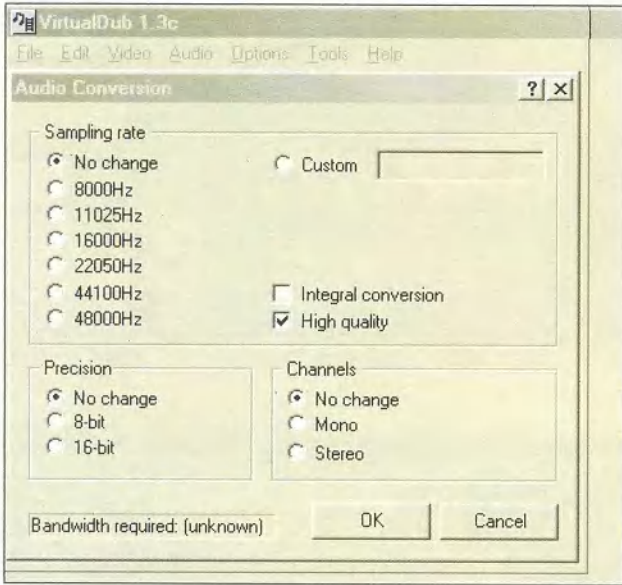 VirtualDub 1.3c
File Edit Video Audio Options Tools Help
Audio Conversion
Sampling rate
No change
Custom
8000Hz
11025Hz
16000Hz
22050Hz
44100Hz
Integral conversion
48000Hz
High quality
Precision
No change
8-bit
16-bit
Channels
No change
Mono
Stereo
Bandwidth required: (unknown)
OK
Cancel